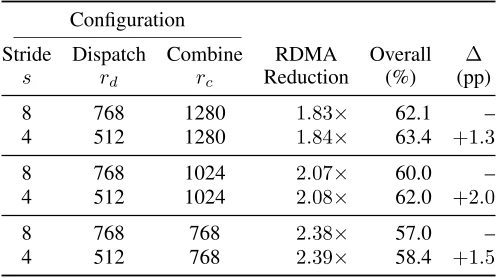 Configuration
Stride Dispatch Combine RDMA Overall Δ
s r_d r_c Reduction (%) (pp)
8 768 1280 1.83× 62.1 –
4 512 1280 1.84× 63.4 +1.3
8 768 1024 2.07× 60.0 –
4 512 1024 2.08× 62.0 +2.0
8 768 768 2.38× 57.0 –
4 512 768 2.39× 58.4 +1.5